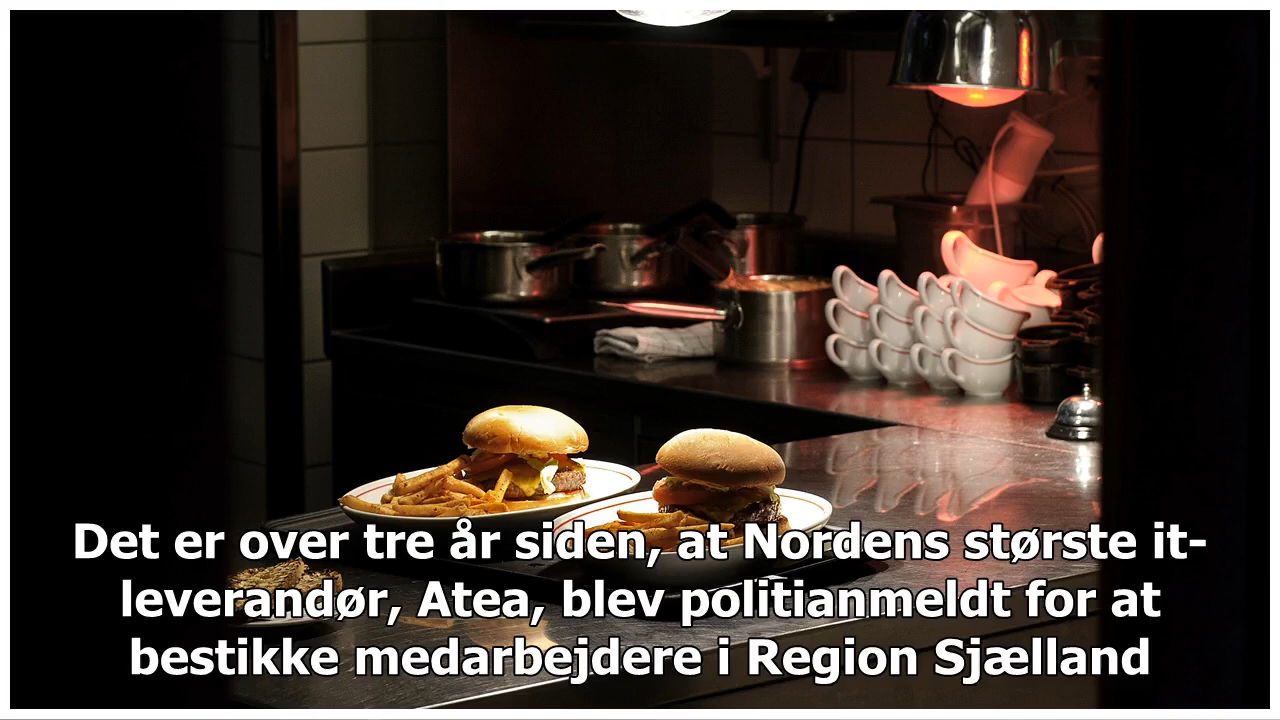 Det er over tre år siden, at Nordens største it-
leverandør, Atea, blev politianmeldt for at
bestikke medarbejdere i Region Sjælland